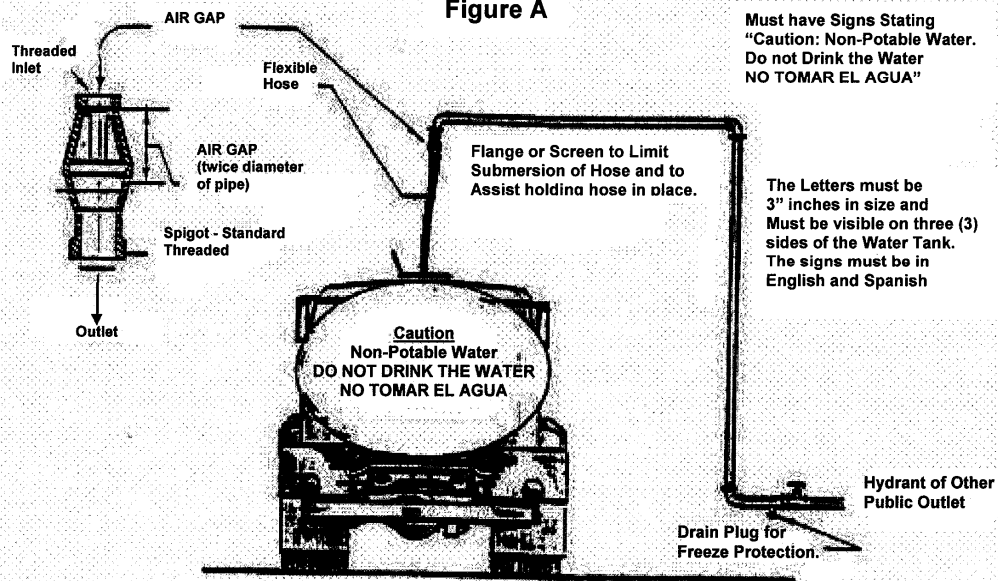 Figure A
AIR GAP
Threaded
Inlet
Flexible
Hose
AIR GAP
(twice diameter
of pipe)
Spigot - Standard
Threaded
Outlet
Flange or Screen to Limit
Submersion of Hose and to
Assist holding hose in place.
Must have Signs Stating
“Caution: Non-Potable Water.
Do not Drink the Water
NO TOMAR EL AGUA”
The Letters must be
3” inches in size and
Must be visible on three (3)
sides of the Water Tank.
The signs must be in
English and Spanish
Caution
Non-Potable Water
DO NOT DRINK THE WATER
NO TOMAR EL AGUA
Hydrant of Other
Public Outlet
Drain Plug for
Freeze Protection.